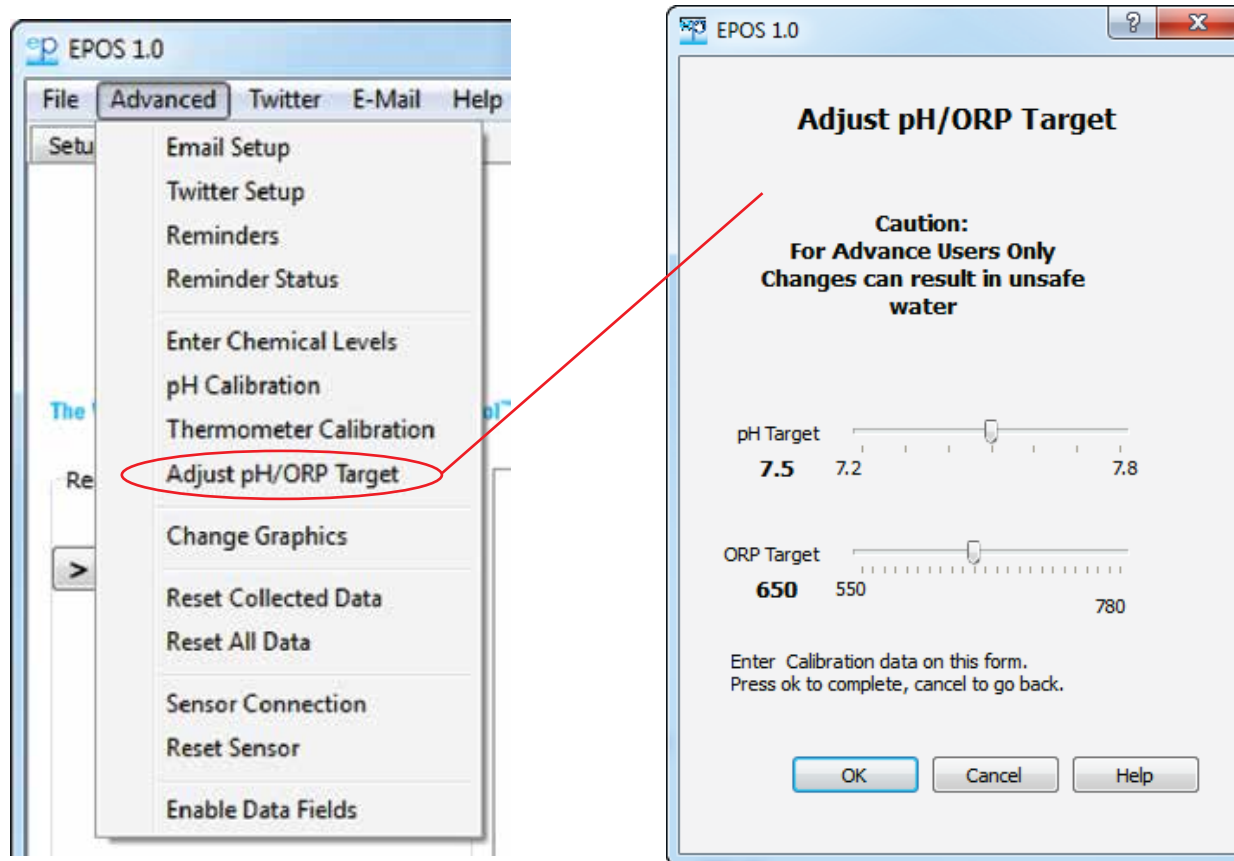 EPOS 1.0
File Advanced Twitter E-Mail Help
Setu
Email Setup
Twitter Setup
Reminders
Reminder Status
Enter Chemical Levels
pH Calibration
The
Thermometer Calibration
Re
Adjust pH/ORP Target
Change Graphics
>
Reset Collected Data
Reset All Data
Sensor Connection
Reset Sensor
Enable Data Fields
EPOS 1.0
? X
Adjust pH/ORP Target
Caution:
For Advance Users Only
Changes can result in unsafe
water
pH Target
7.5 7.2 7.8
ORP Target
650 550 780
Enter Calibration data on this form.
Press ok to complete, cancel to go back.
OK Cancel Help